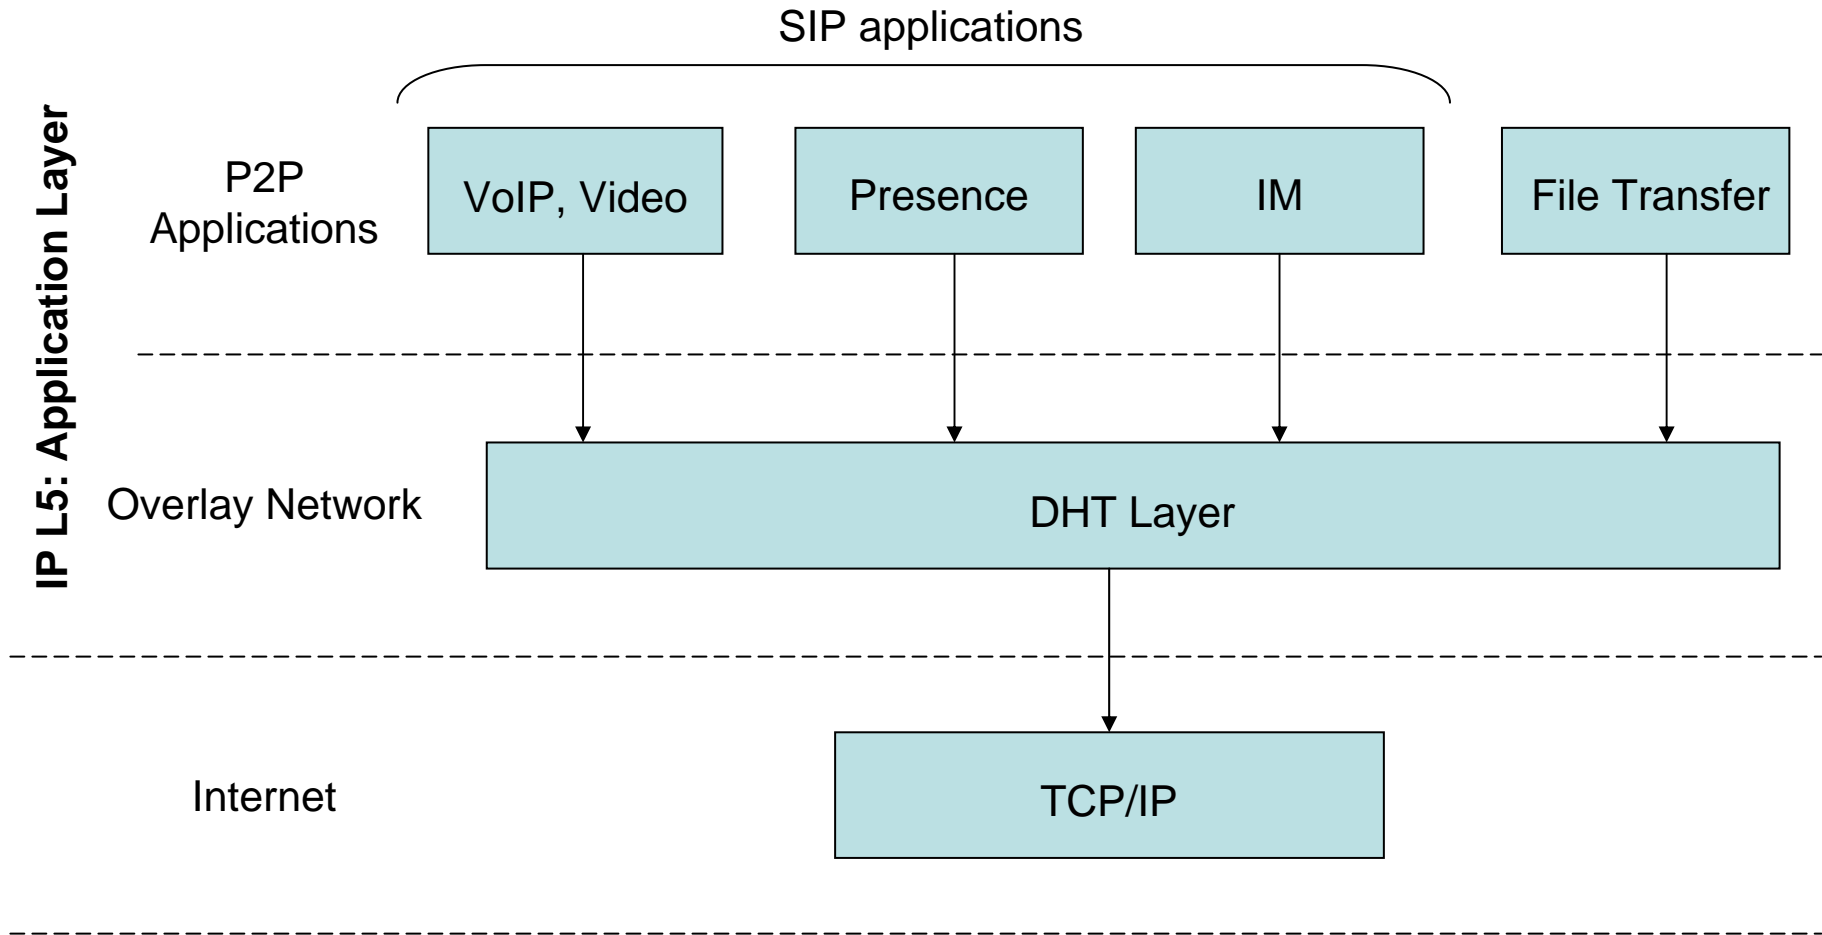 SIP applications
IP L5: Application Layer
P2P
Applications
VoIP, Video
Presence
IM
File Transfer
Overlay Network
DHT Layer
Internet
TCP/IP